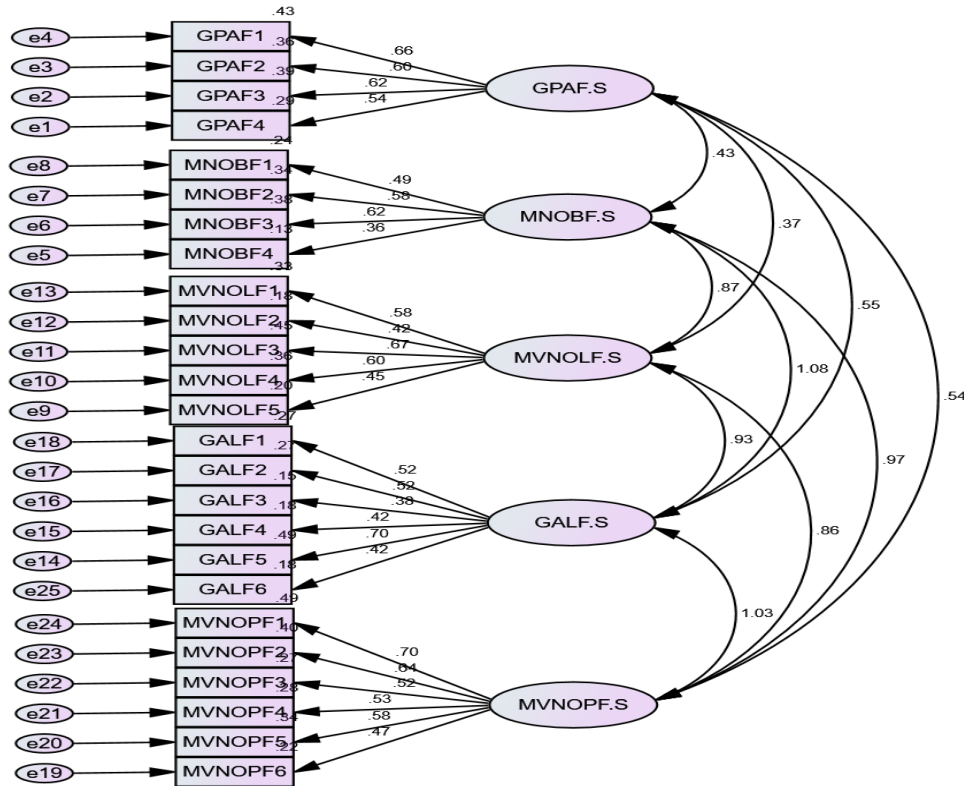 .43
e4 GPAF1 .66
.36
e3 GPAF2 .60 GPAF.S
.39
e2 GPAF3 .62
.29
e1 GPAF4 .54
.24
.43
e8 MNOBF1 .49
.34
e7 MNOBF2 .58 MNOBF.S
.38
e6 MNOBF3 .62 .37
.13
e5 MNOBF4 .36
.33
.87
e13 MVNOLF1 .58 .55
.18
e12 MVNOLF2 .42
.45
e11 MVNOLF3 .67 MVNOLF.S
.36
e10 MVNOLF4 .60 1.08
.20
e9 MVNOLF5 .45 .54
.27
e18 GALF1 .52 .93
.27
e17 GALF2 .52 .97
.15
e16 GALF3 .38 GALF.S
.18
e15 GALF4 .42 .86
.49
e14 GALF5 .70
.18
e25 GALF6 .42
.49
1.03
e24 MVNOPF1 .70
.40
e23 MVNOPF2 .64
.27
e22 MVNOPF3 .52 MVNOPF.S
.28
e21 MVNOPF4 .53
.34
e20 MVNOPF5 .58
.22
e19 MVNOPF6 .47